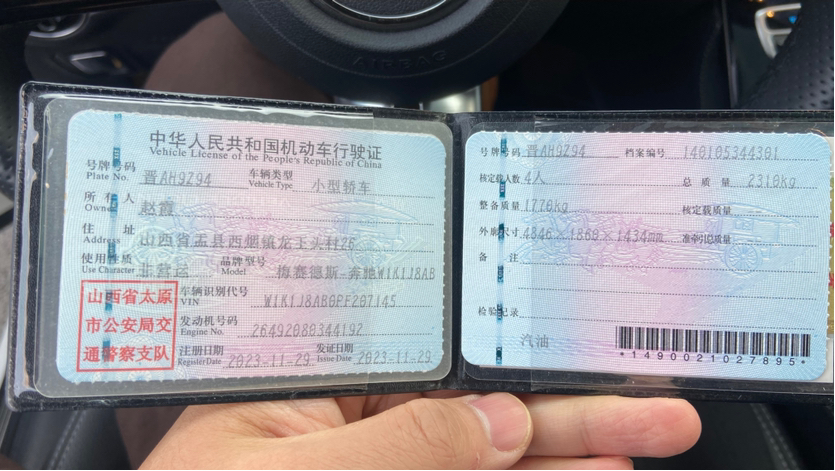 AIRBAG
中华人民共和国机动车行驶证
Vehicle License of the People's Republic of China
号牌号码 晋AH9Z94 车辆类型 小型轿车
Plate No. Vehicle Type
所有人 赵霞
Owner
住址 山西省盂县西烟镇龙王头村26
Address
使用性质 非营运 品牌型号 梅赛德斯-奔驰W1K1J8AB
Use Character Model
山西省太原
市公安局交
通警察支队
车辆识别代号 W1K1J8AB0PF207145
VIN
发动机号码 26492080344192
Engine No.
注册日期 2023-11-29 发证日期 2023-11-29
Register Date Issue Date
号牌号码 晋AH9Z94 档案编号 140105344301
核定载人数 4人 总质量 2310kg
整备质量 1770kg 核定载质量
外廓尺寸 4846×1860×1434mm 准牵引总质量
备注
检验记录
汽油
*1490021027895*